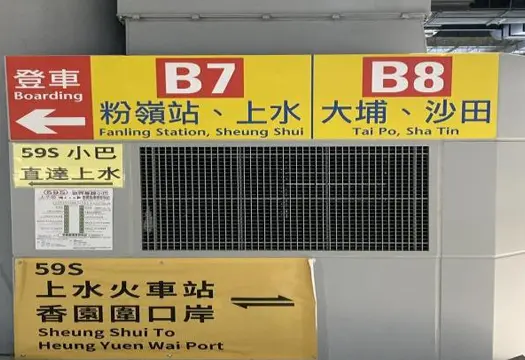 登車
Boarding
B7
粉嶺站、上水
Fanling Station, Sheung Shui
B8
大埔、沙田
Tai Po, Sha Tin
59S 小巴
直達上水
59S
上水火車站
香園圍口岸
Sheung Shui To
Heung Yuen Wai Port